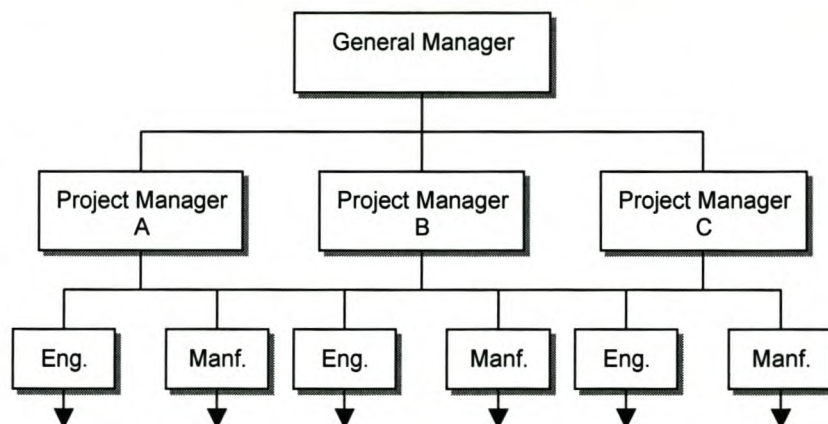 General Manager
Project Manager
A
Project Manager
B
Project Manager
C
Eng.
Manf.
Eng.
Manf.
Eng.
Manf.